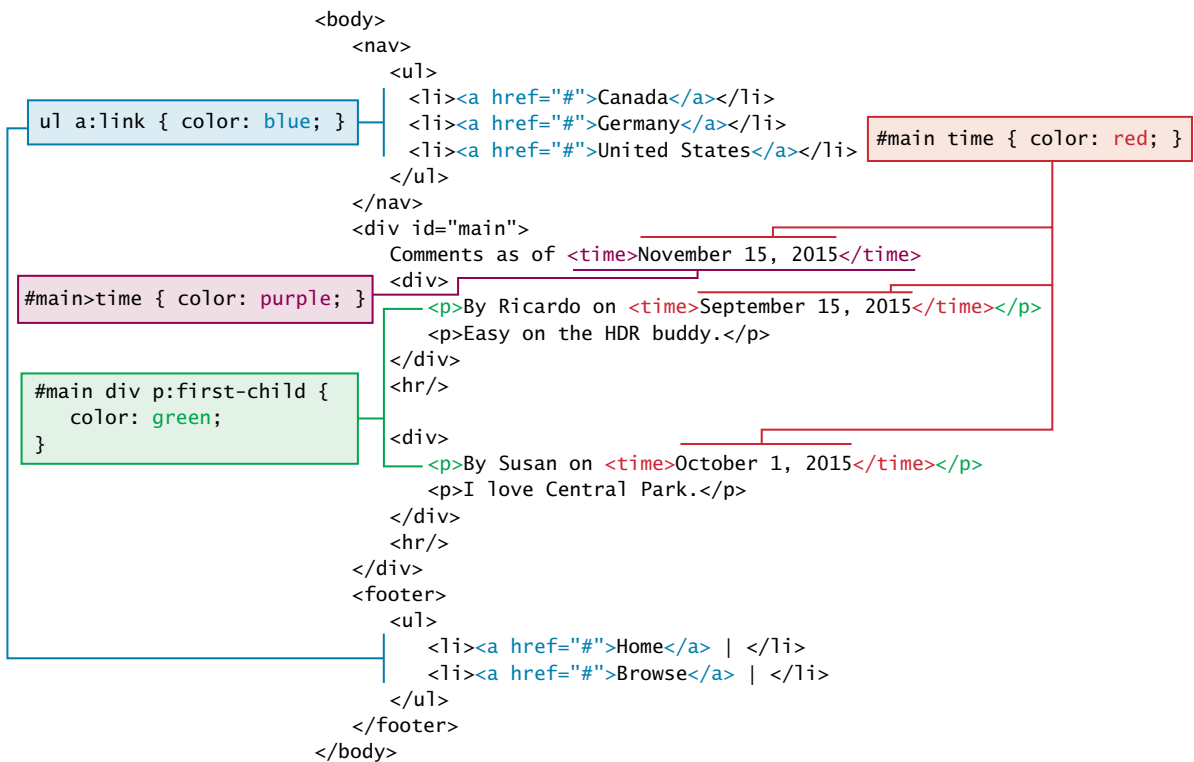 <body>
<nav>
<ul>
<li><a href="#">Canada</a></li>
ul a:link { color: blue; }
<li><a href="#">Germany</a></li>
#main time { color: red; }
<li><a href="#">United States</a></li>
</ul>
</nav>
<div id="main">
Comments as of <time>November 15, 2015</time>
<div>
#main>time { color: purple; }
<p>By Ricardo on <time>September 15, 2015</time></p>
<p>Easy on the HDR buddy.</p>
</div>
<hr/>
#main div p:first-child {
color: green;
}
<div>
<p>By Susan on <time>October 1, 2015</time></p>
<p>I love Central Park.</p>
</div>
<hr/>
</div>
<footer>
<ul>
<li><a href="#">Home</a> | </li>
<li><a href="#">Browse</a> | </li>
</ul>
</footer>
</body>